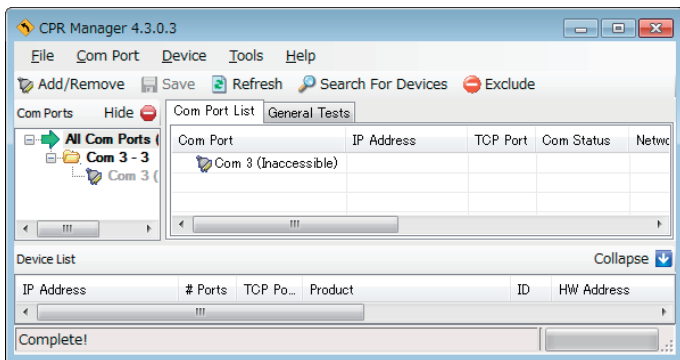 CPR Manager 4.3.0.3
File Com Port Device Tools Help
Add/Remove Save Refresh Search For Devices Exclude
Com Ports Hide Com Port List General Tests
All Com Ports (
Com 3 - 3
Com 3 (
Com Port IP Address TCP Port Com Status Netwo
Com 3 (Inaccessible)
Device List Collapse
IP Address # Ports TCP Po... Product ID HW Address
Complete!